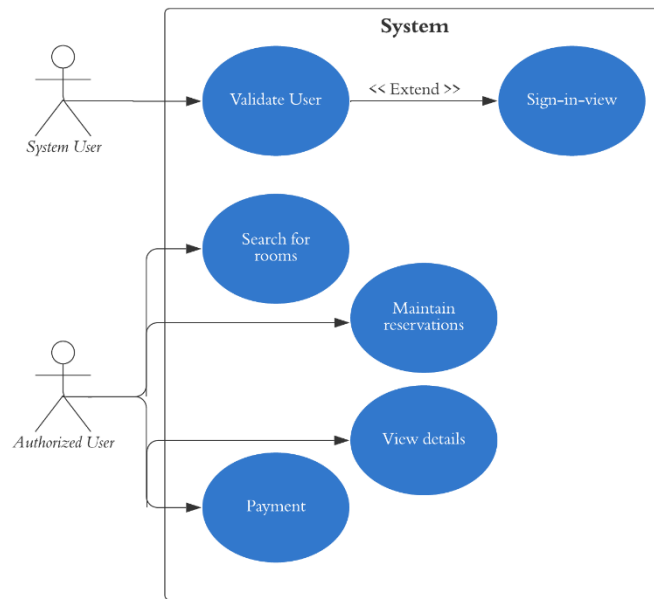 System
Validate User
<< Extend >>
Sign-in-view
System User
Search for
rooms
Maintain
reservations
Authorized User
View details
Payment